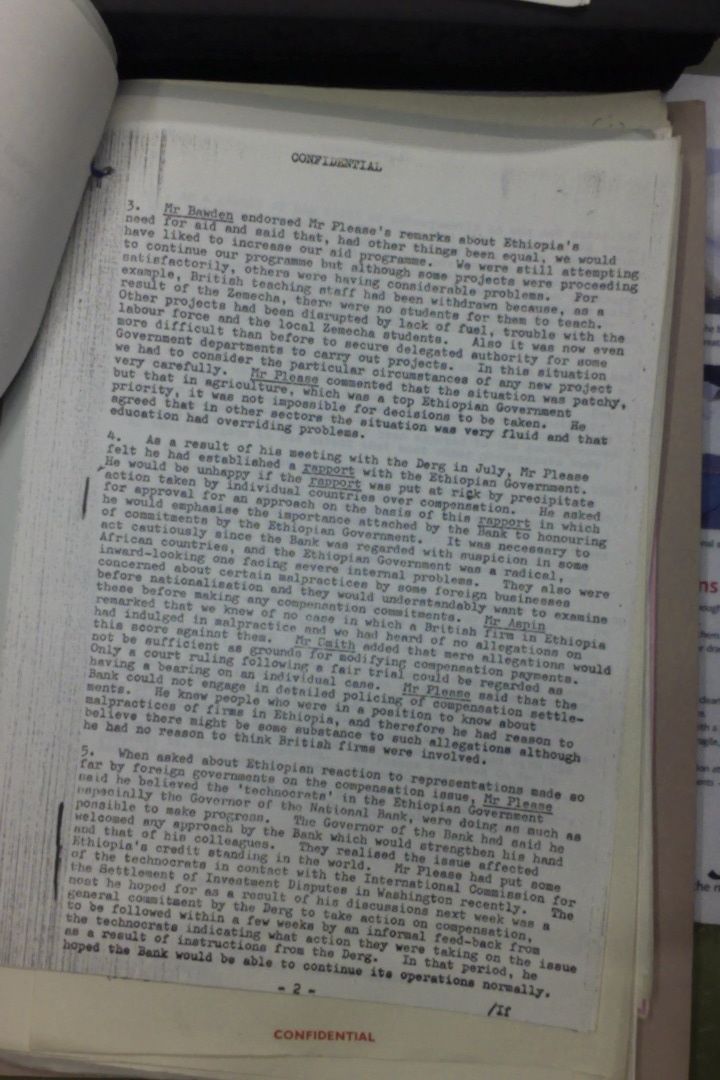 CONFIDENTIAL
3. Mr Bawden endorsed Mr Please's remarks about Ethiopia's
need for aid and said that, had other things been equal, we would
have liked to increase our aid programme. We were still attempting
to continue our programme but although some projects were proceeding
satisfactorily, others were having considerable problems. For
example, British teaching staff had been withdrawn because, as a
result of the Zemecha, there were no students for them to teach.
Other projects had been disrupted by lack of fuel, trouble with the
labour force and the local Zemecha students. Also it was now even
more difficult than before to secure delegated authority for some
Government departments to carry out projects. In this situation
we had to consider the particular circumstances of any new project
very carefully. Mr Please commented that the situation was patchy,
but that in agriculture, which was a top Ethiopian Government
priority, it was not impossible for decisions to be taken. He
agreed that in other sectors the situation was very fluid and that
education had overriding problems.
4. As a result of his meeting with the Derg in July, Mr Please
felt he had established a rapport with the Ethiopian Government.
He would be unhappy if the rapport was put at risk by precipitate
action taken by individual countries over compensation. He asked
for approval for an approach on the basis of this rapport in which
he would emphasise the importance attached by the Bank to honouring
of commitments by the Ethiopian Government. It was necessary to
act cautiously since the Bank was regarded with suspicion in some
African countries, and the Ethiopian Government was a radical,
inward-looking one facing severe internal problems. They also were
concerned about certain malpractices by some foreign businesses
before nationalisation and they would understandably want to examine
these before making any compensation commitments. Mr Aspin
remarked that we knew of no case in which a British firm in Ethiopia
had indulged in malpractice and we had heard of no allegations on
this score against them. Mr Smith added that mere allegations would
not be sufficient as grounds for modifying compensation payments.
Only a court ruling following a fair trial could be regarded as
having a bearing on an individual case. Mr Please said that the
Bank could not engage in detailed policing of compensation settle-
ments. He knew people who were in a position to know about
malpractices of firms in Ethiopia, and therefore he had reason to
believe there might be some substance to such allegations although
he had no reason to think British firms were involved.
5. When asked about Ethiopian reaction to representations made so
far by foreign governments on the compensation issue, Mr Please
said he believed the 'technocrats' in the Ethiopian Government
especially the Governor of the National Bank, were doing as much as
possible to make progress. The Governor of the Bank had said he
welcomed any approach by the Bank which would strengthen his hand
and that of his colleagues. They realised the issue affected
Ethiopia's credit standing in the world. Mr Please had put some
of the technocrats in contact with the International Commission for
the Settlement of Investment Disputes in Washington recently. The
most he hoped for as a result of his discussions next week was a
general commitment by the Derg to take action on compensation,
to be followed within a few weeks by an informal feed-back from
the technocrats indicating what action they were taking on the issue
as a result of instructions from the Derg. In that period, he
hoped the Bank would be able to continue its operations normally.
- 2 -
/If
CONFIDENTIAL